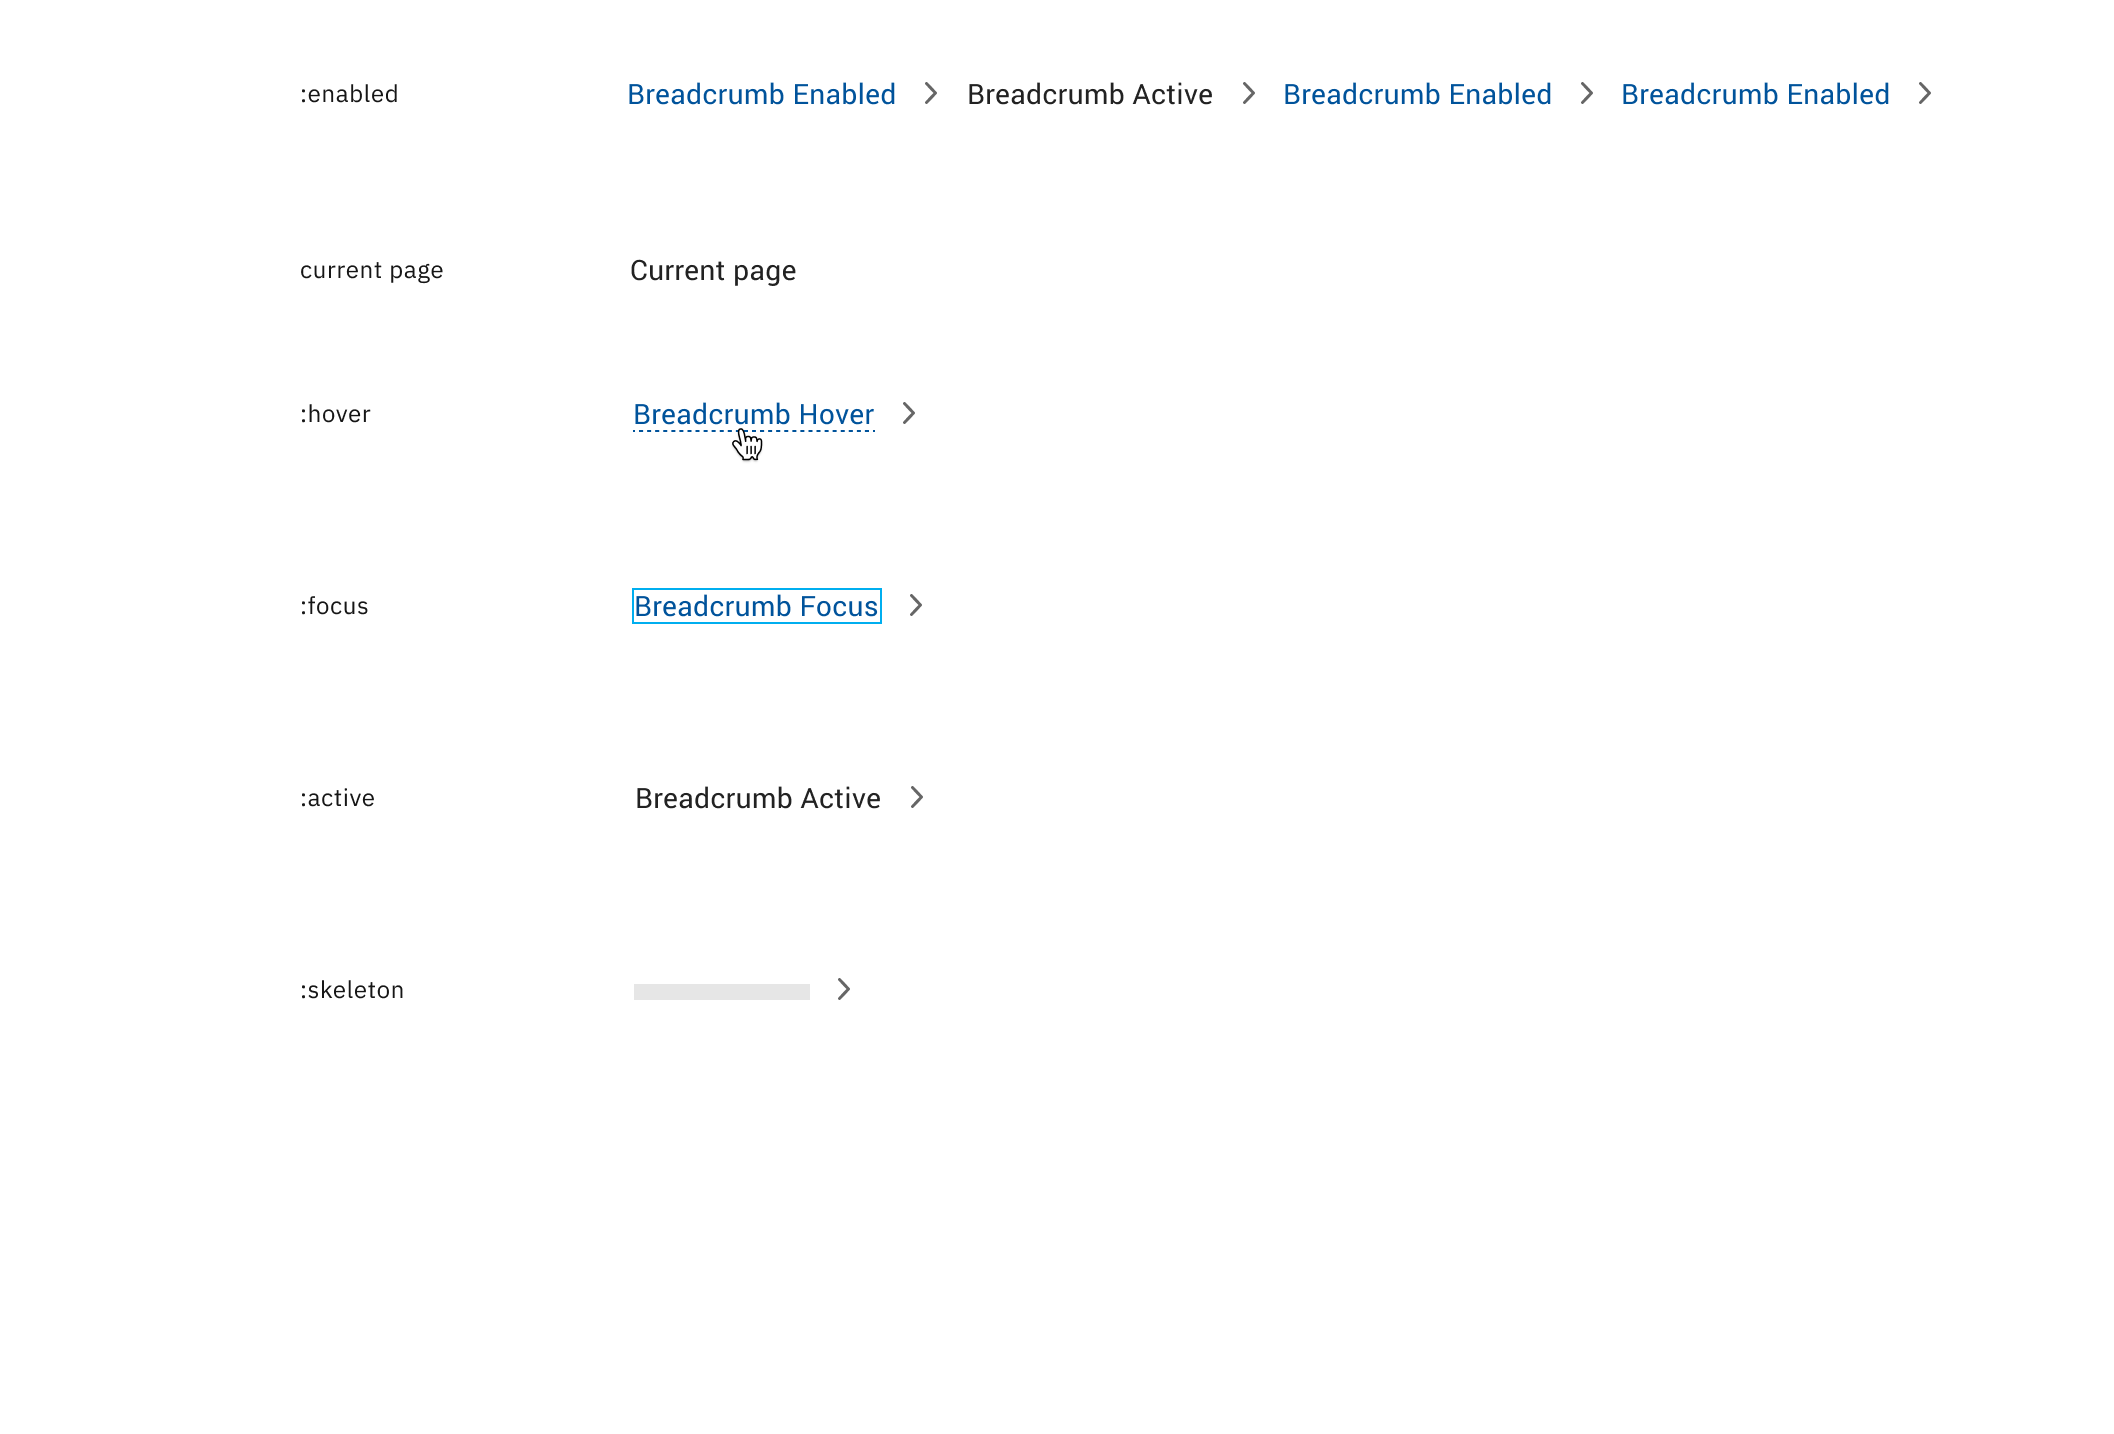 :enabled Breadcrumb Enabled Breadcrumb Active Breadcrumb Enabled Breadcrumb Enabled
current page Current page
:hover Breadcrumb Hover
:focus Breadcrumb Focus
:active Breadcrumb Active
:skeleton